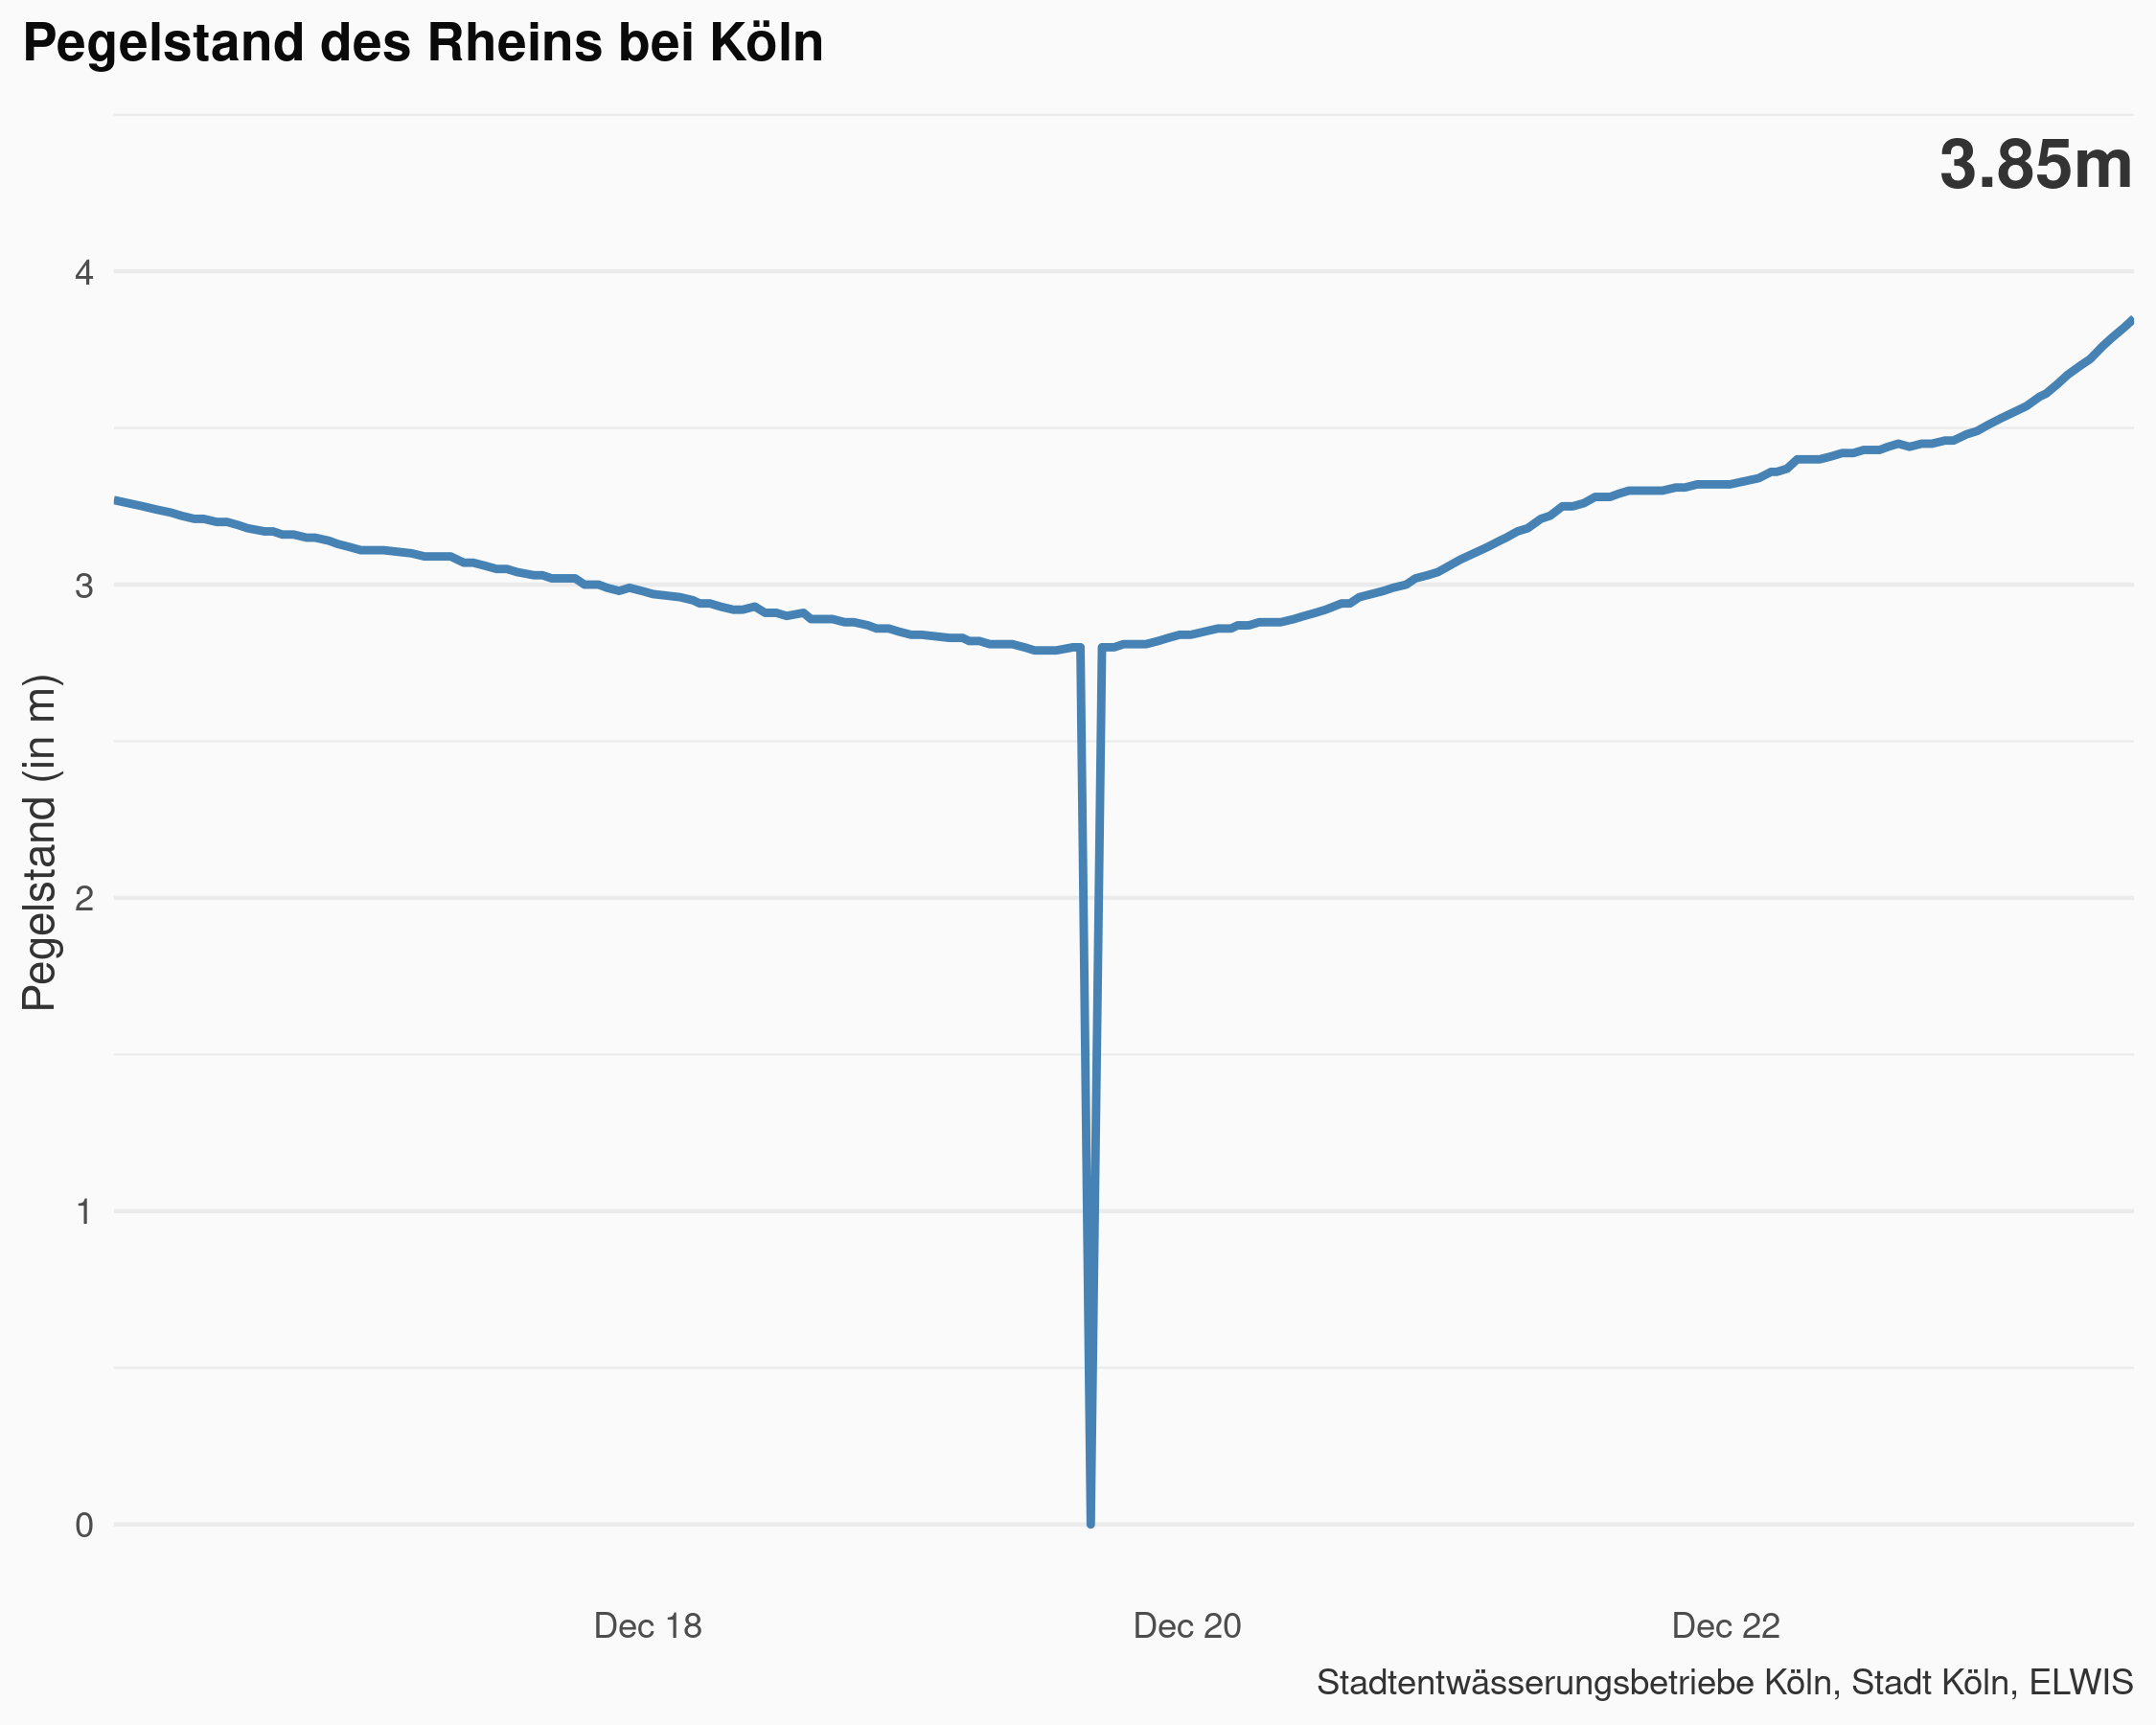 Pegelstand des Rheins bei Köln
3.85m
Pegelstand (in m)
4
3
2
1
0
Dec 18
Dec 20
Dec 22
Stadtentwässerungsbetriebe Köln, Stadt Köln, ELWIS